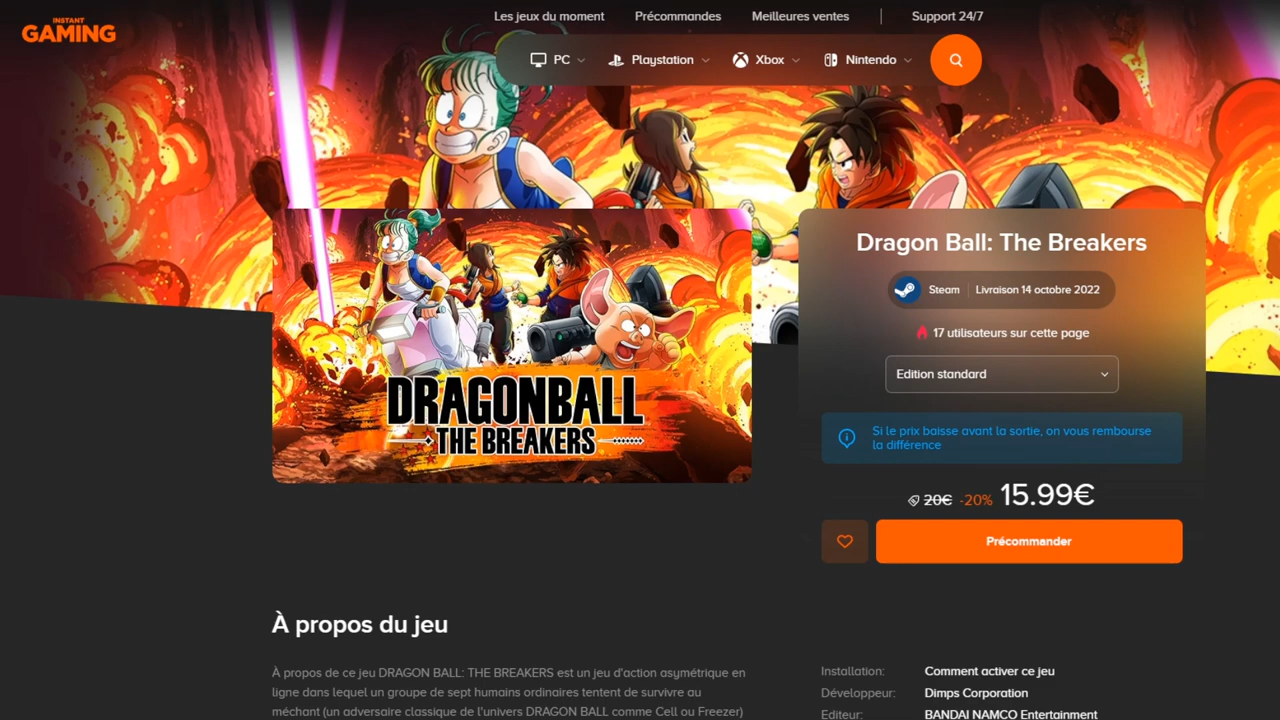 INSTANT
GAMING
Les jeux du moment
Précommandes
Meilleures ventes
Support 24/7
PC
Playstation
Xbox
Nintendo
Dragon Ball: The Breakers
Steam
Livraison 14 octobre 2022
17 utilisateurs sur cette page
Edition standard
Si le prix baisse avant la sortie, on vous rembourse
la différence
20€ -20% 15.99€
Précommander
DRAGONBALL
THE BREAKERS
À propos du jeu
À propos de ce jeu DRAGON BALL: THE BREAKERS est un jeu d'action asymétrique en
ligne dans lequel un groupe de sept humains ordinaires tentent de survivre au
méchant (un adversaire classique de l'univers DRAGON BALL comme Cell ou Freezer)
Installation: Comment activer ce jeu
Développeur: Dimps Corporation
Editeur: BANDAI NAMCO Entertainment